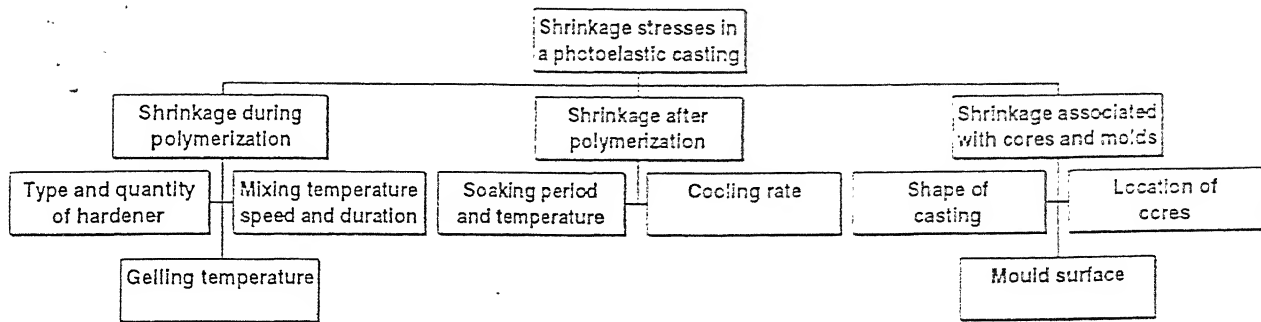 Shrinkage stresses in
a photoelastic casting
Shrinkage during
polymerization
Shrinkage after
polymerization
Shrinkage associated
with cores and molds
Type and quantity
of hardener
Mixing temperature
speed and duration
Soaking period
and temperature
Cooling rate
Shape of
casting
Location of
cores
Gelling temperature
Mould surface